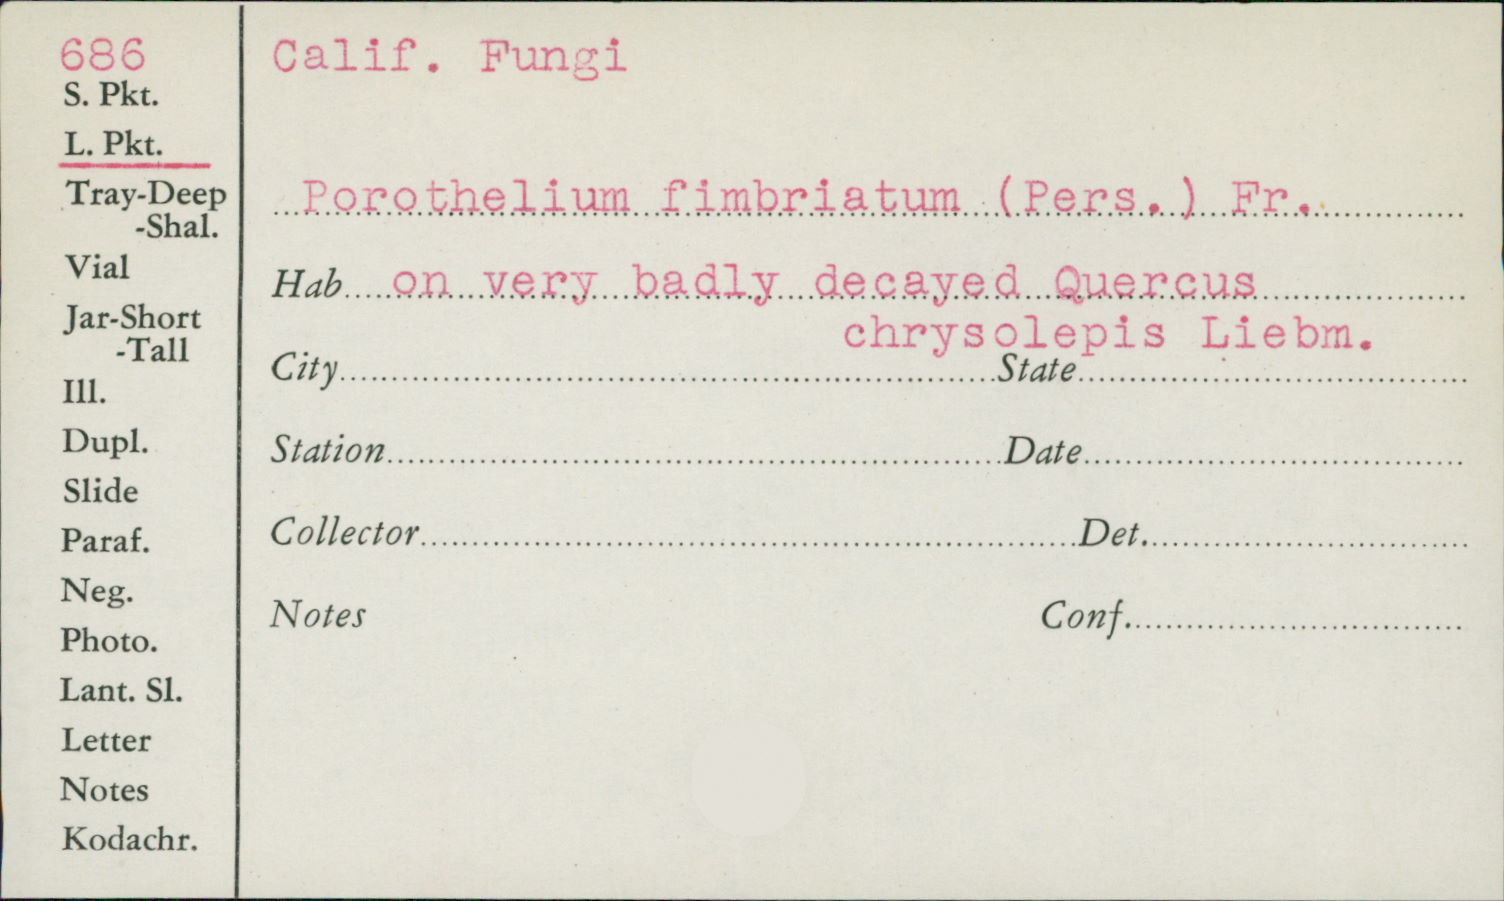 686 Calif. Fungi
S. Pkt.
L. Pkt.
Tray-Deep
-Shal.
Vial
Jar-Short
-Tall
Ill.
Dupl.
Slide
Paraf.
Neg.
Photo.
Lant. Sl.
Letter
Notes
Kodachr.
Porothelium fimbriatum (Pers.) Fr.
Hab on very badly decayed Quercus
chrysolepis Liebm.
City State
Station Date
Collector Det.
Notes Conf.